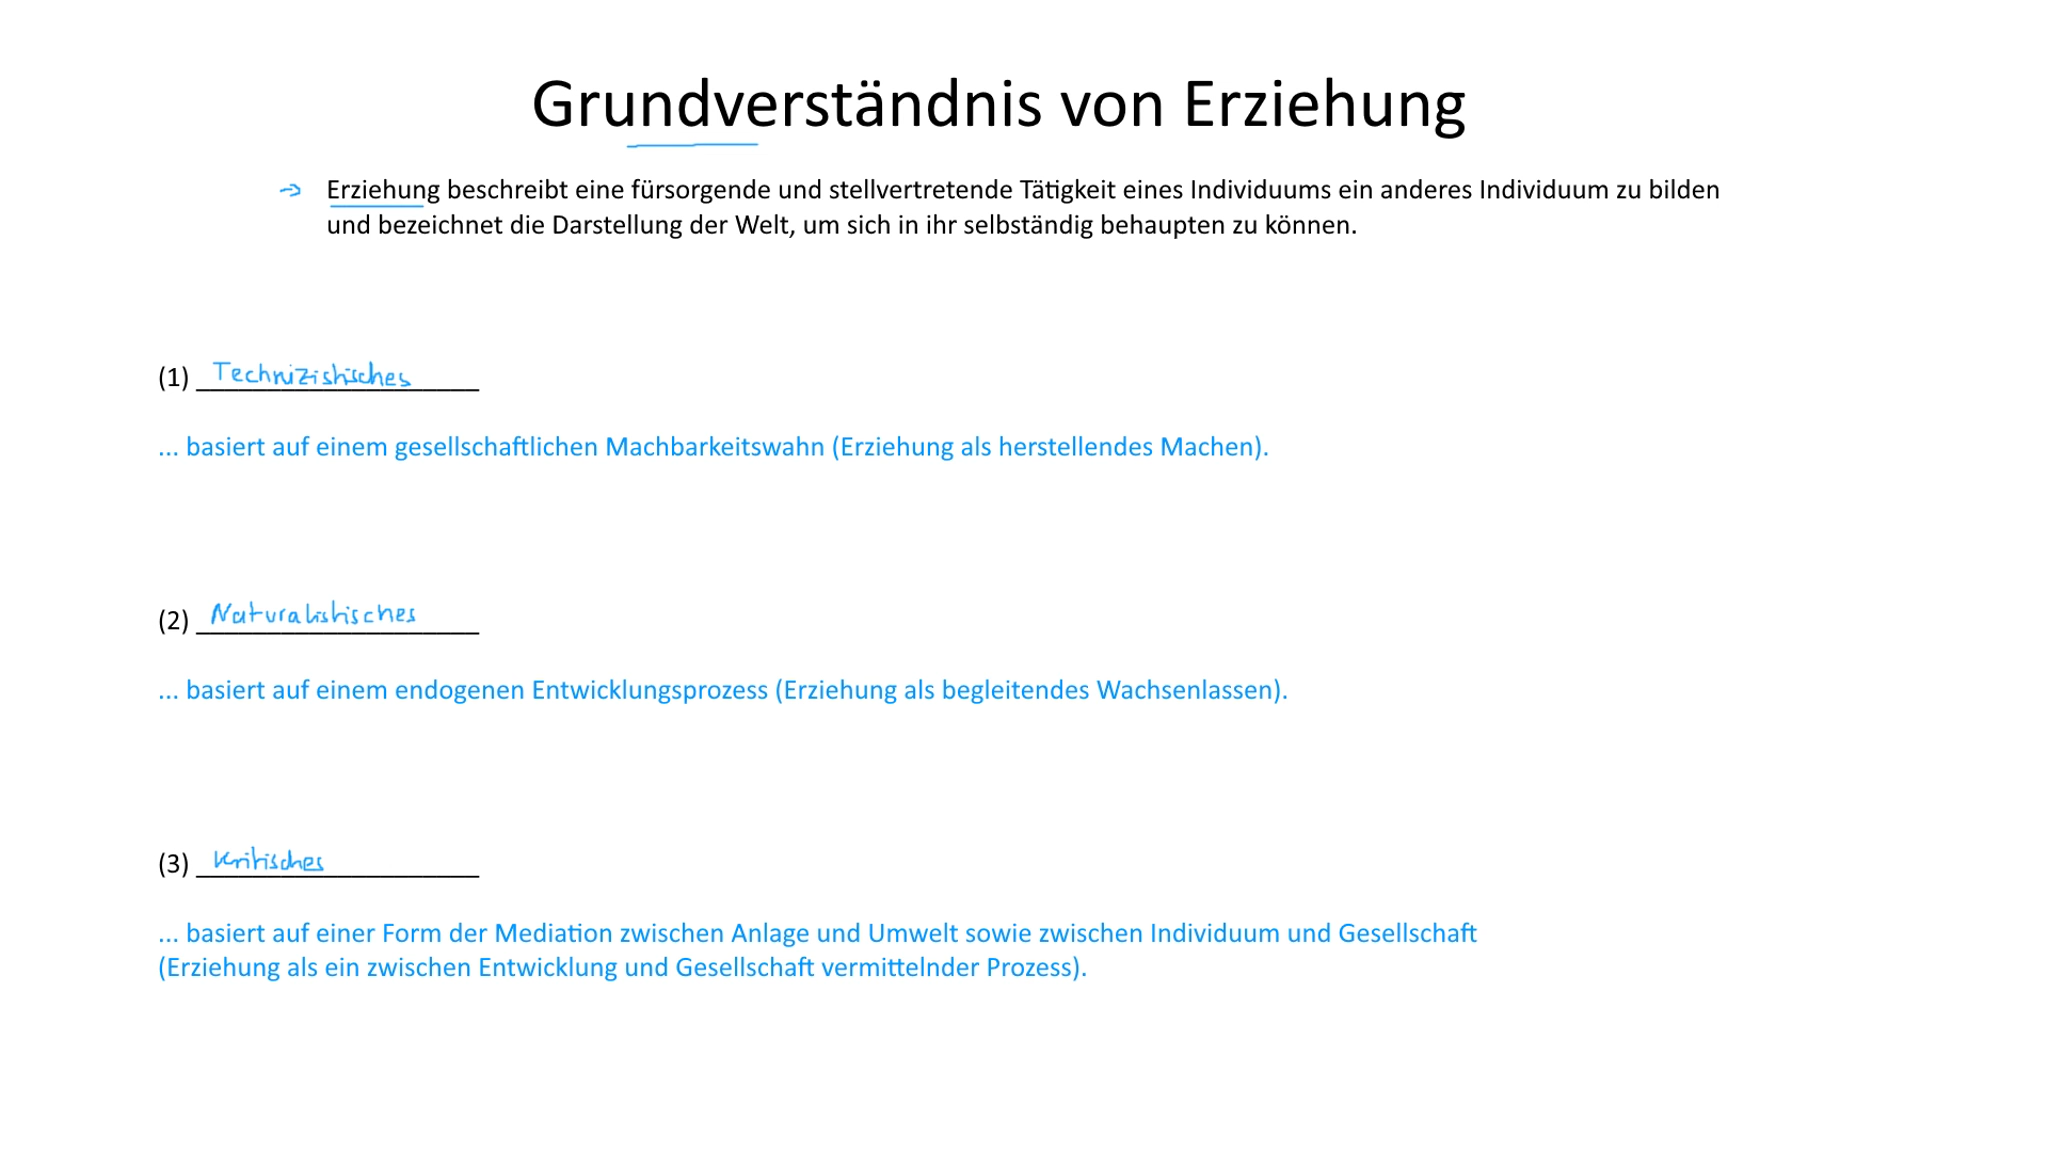 Grundverständnis von Erziehung
→ Erziehung beschreibt eine fürsorgende und stellvertretende Tätigkeit eines Individuums ein anderes Individuum zu bilden
und bezeichnet die Darstellung der Welt, um sich in ihr selbständig behaupten zu können.
(1) Technizistisches
... basiert auf einem gesellschaftlichen Machbarkeitswahn (Erziehung als herstellendes Machen).
(2) Naturalistisches
... basiert auf einem endogenen Entwicklungsprozess (Erziehung als begleitendes Wachsenlassen).
(3) Kritisches
... basiert auf einer Form der Mediation zwischen Anlage und Umwelt sowie zwischen Individuum und Gesellschaft
(Erziehung als ein zwischen Entwicklung und Gesellschaft vermittelnder Prozess).